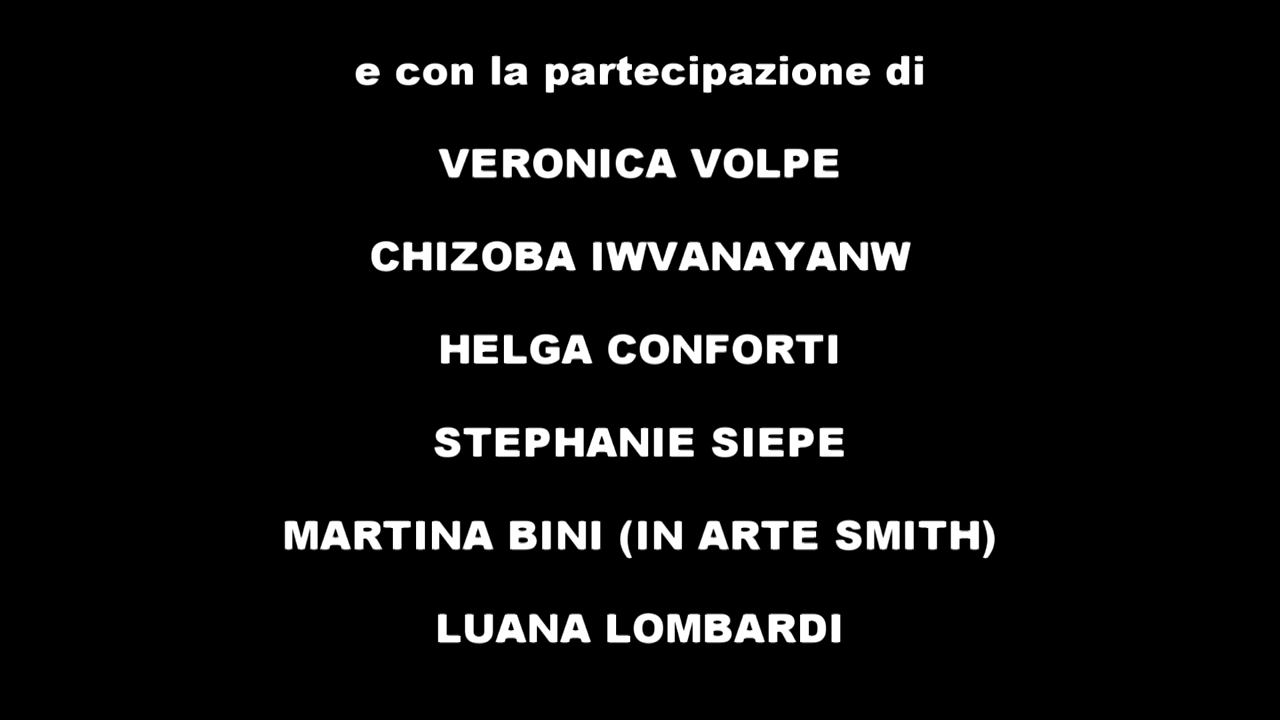 e con la partecipazione di
VERONICA VOLPE
CHIZOBA IWVANAYANW
HELGA CONFORTI
STEPHANIE SIEPE
MARTINA BINI (IN ARTE SMITH)
LUANA LOMBARDI